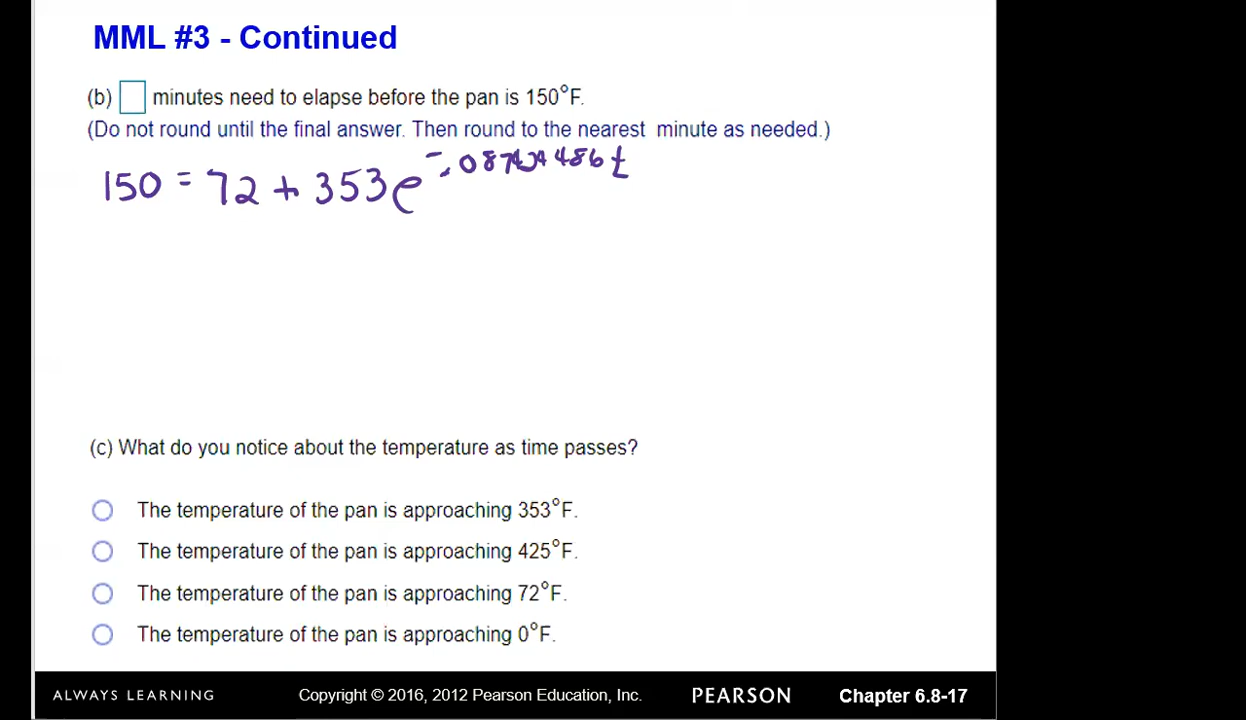 MML #3 - Continued
(b) minutes need to elapse before the pan is 150°F.
(Do not round until the final answer. Then round to the nearest minute as needed.)
150 = 72 + 353e
(c) What do you notice about the temperature as time passes?
The temperature of the pan is approaching 353°F.
The temperature of the pan is approaching 425°F.
The temperature of the pan is approaching 72°F.
The temperature of the pan is approaching 0°F.
ALWAYS LEARNING Copyright © 2016, 2012 Pearson Education, Inc. PEARSON Chapter 6.8-17